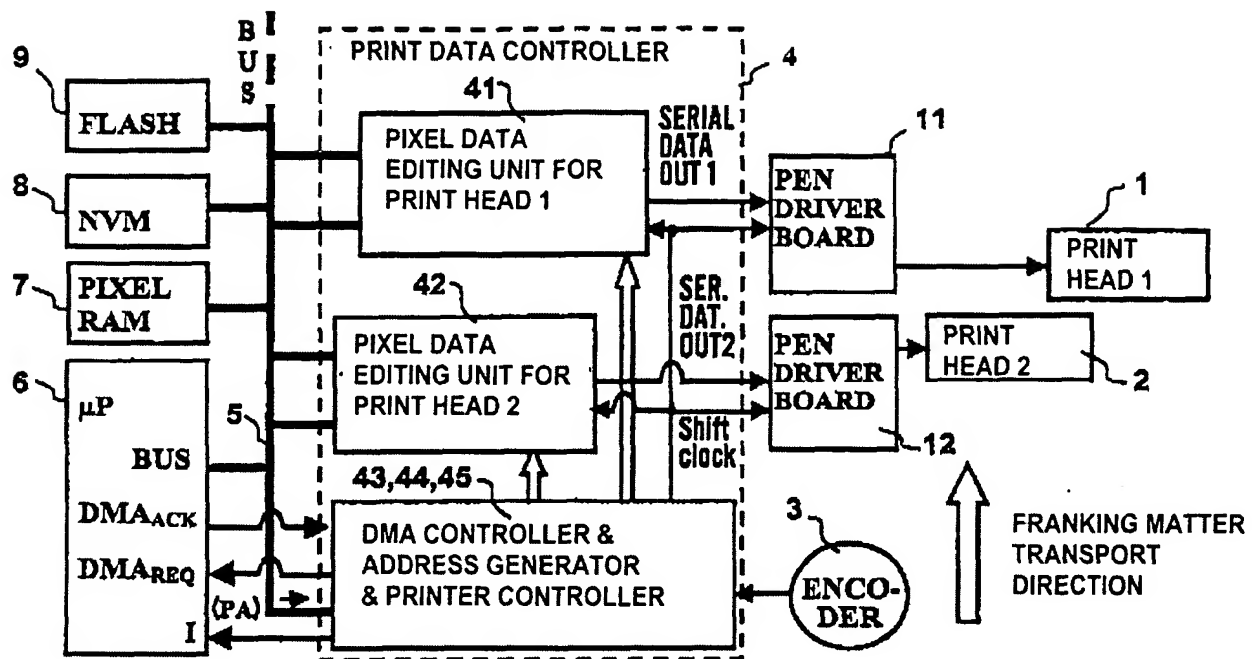 B
U
S
PRINT DATA CONTROLLER
4
9
FLASH
41
PIXEL DATA
EDITING UNIT FOR
PRINT HEAD 1
SERIAL
DATA
OUT 1
11
PEN
DRIVER
BOARD
1
PRINT
HEAD 1
8
NVM
7
PIXEL
RAM
42
PIXEL DATA
EDITING UNIT FOR
PRINT HEAD 2
SER.
DAT.
OUT2
Shift
clock
PEN
DRIVER
BOARD
12
PRINT
HEAD 2
2
6
µP
BUS
DMAACK
DMAREQ
(PA)
I
5
43,44,45
DMA CONTROLLER &
ADDRESS GENERATOR
& PRINTER CONTROLLER
3
ENCO-
DER
FRANKING MATTER
TRANSPORT
DIRECTION